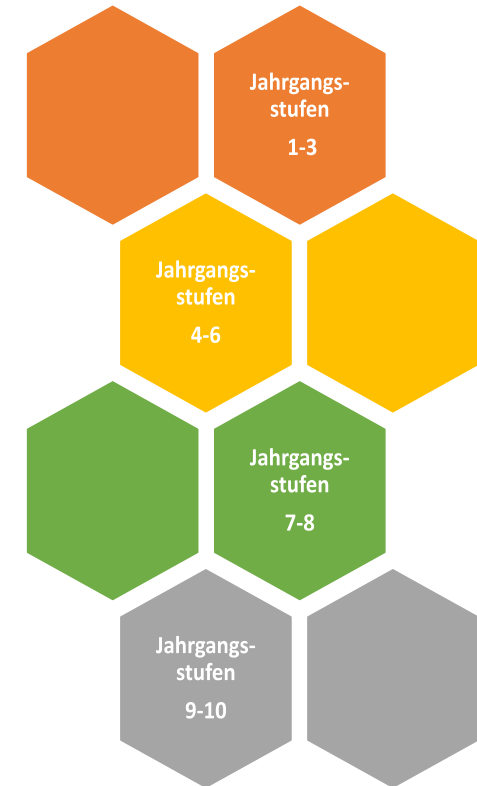 Jahrgangs-
stufen
1-3
Jahrgangs-
stufen
4-6
Jahrgangs-
stufen
7-8
Jahrgangs-
stufen
9-10